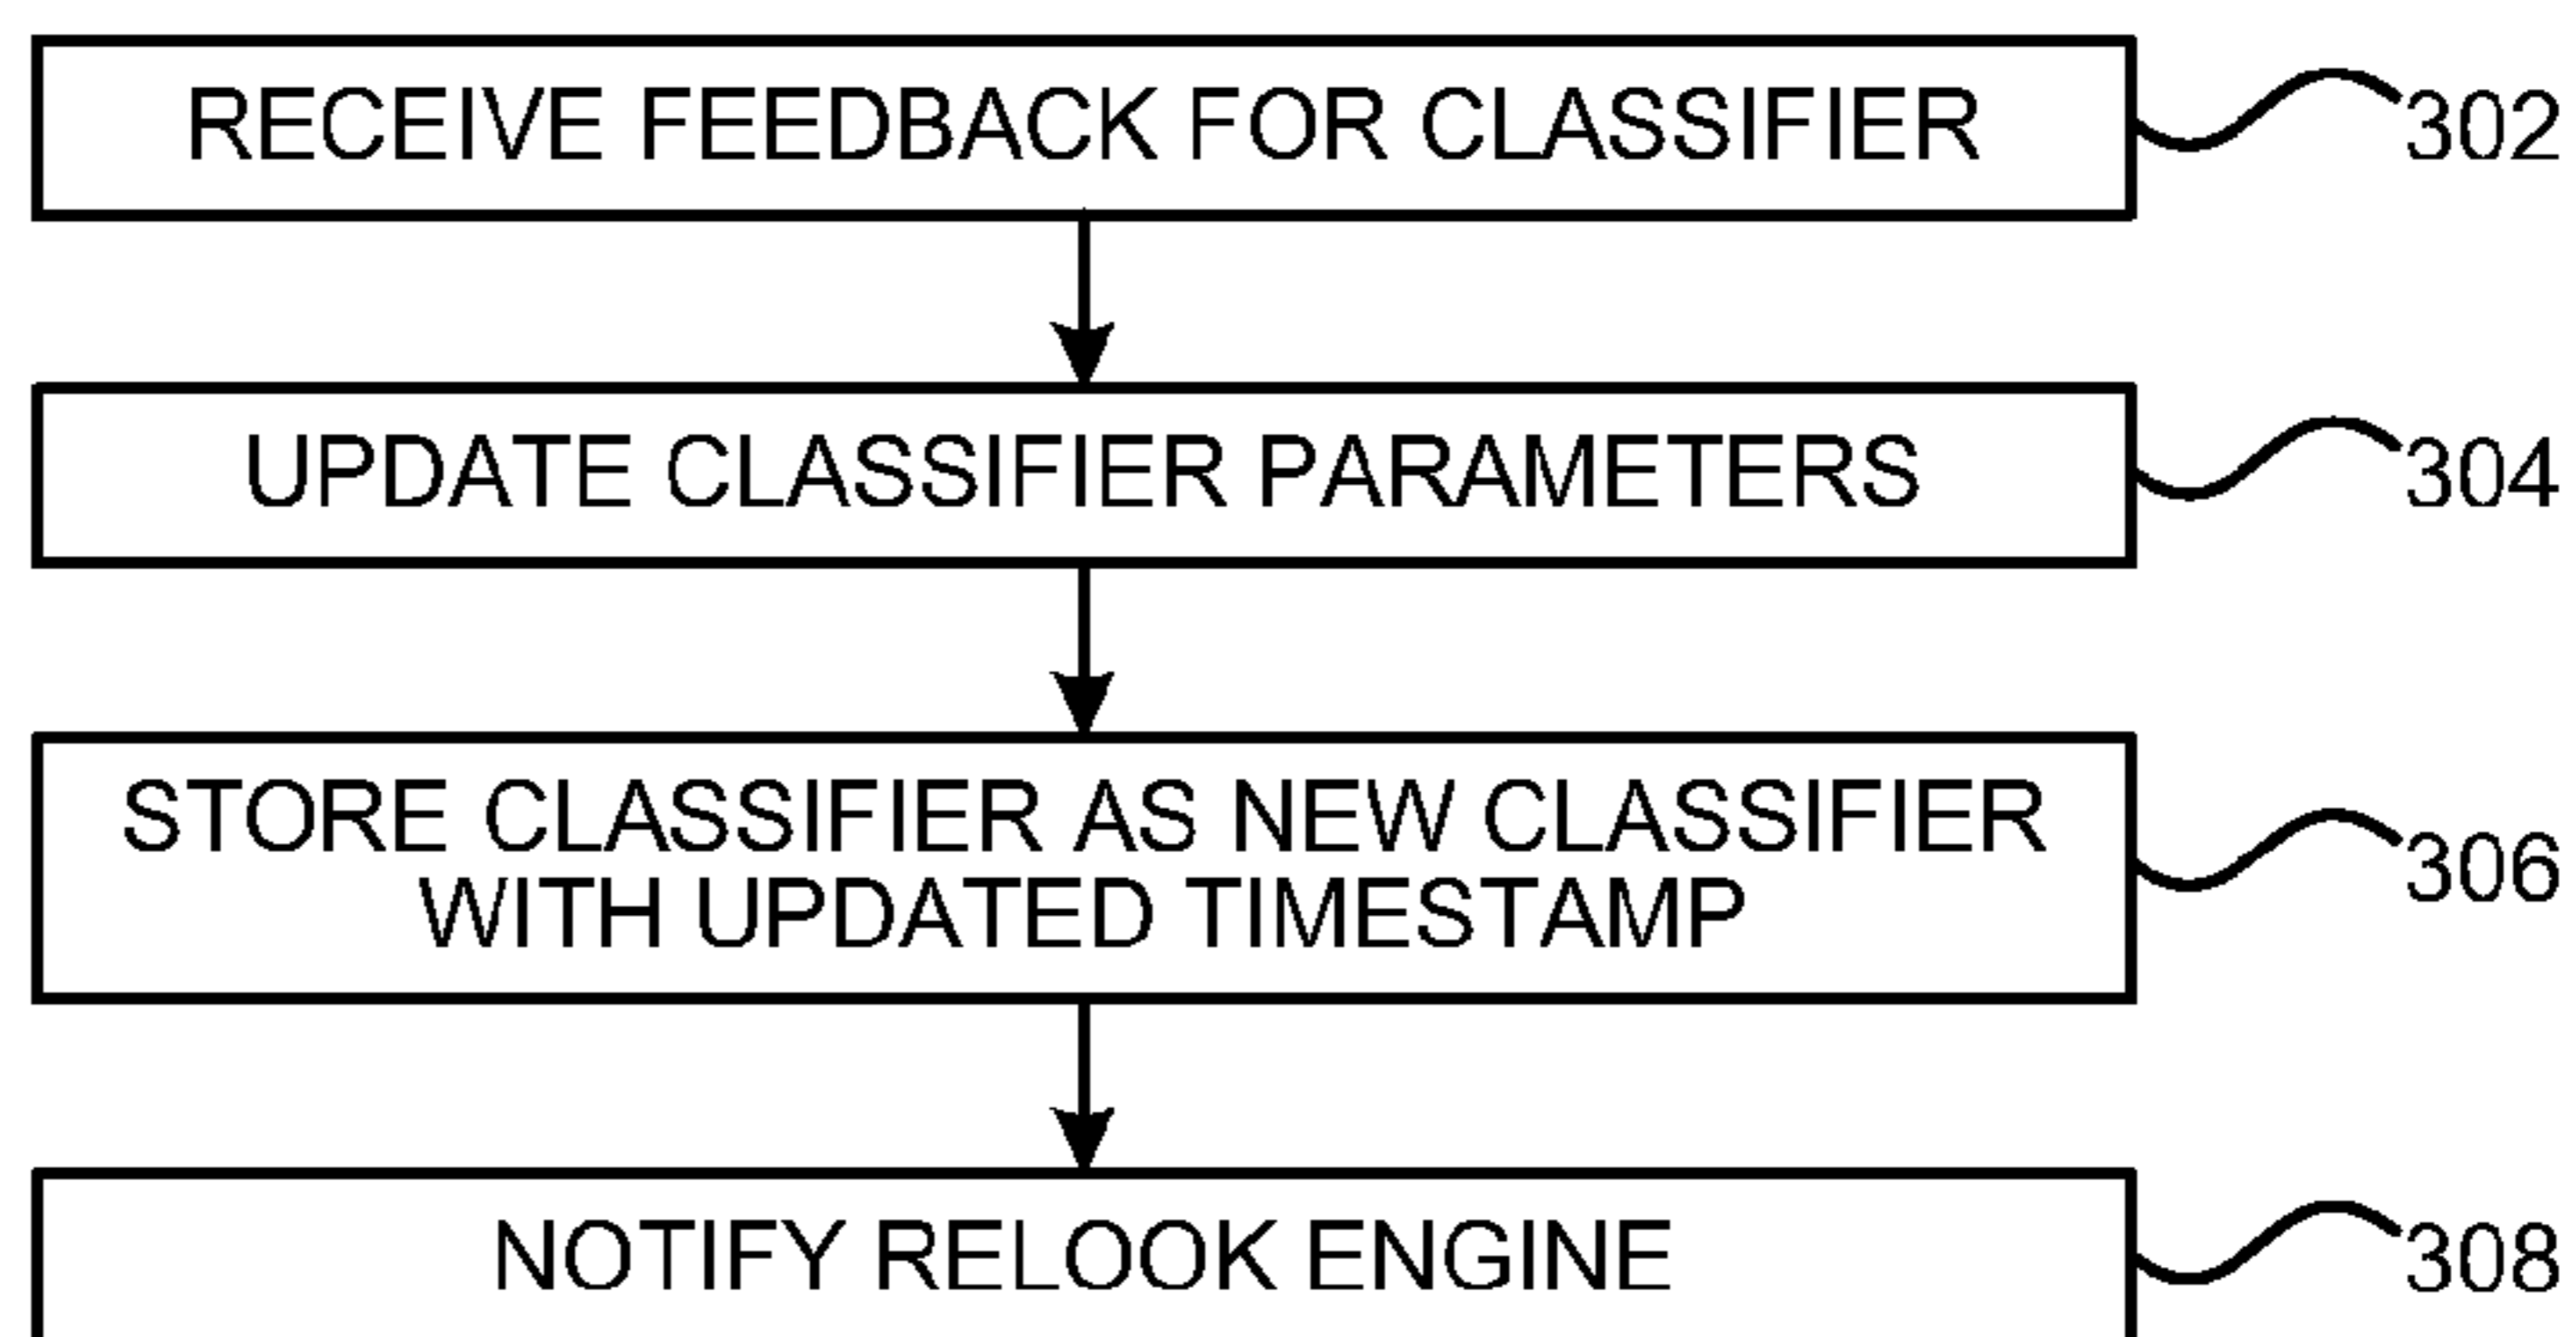 RECEIVE FEEDBACK FOR CLASSIFIER
302
UPDATE CLASSIFIER PARAMETERS
304
STORE CLASSIFIER AS NEW CLASSIFIER
WITH UPDATED TIMESTAMP
306
NOTIFY RELOOK ENGINE
308